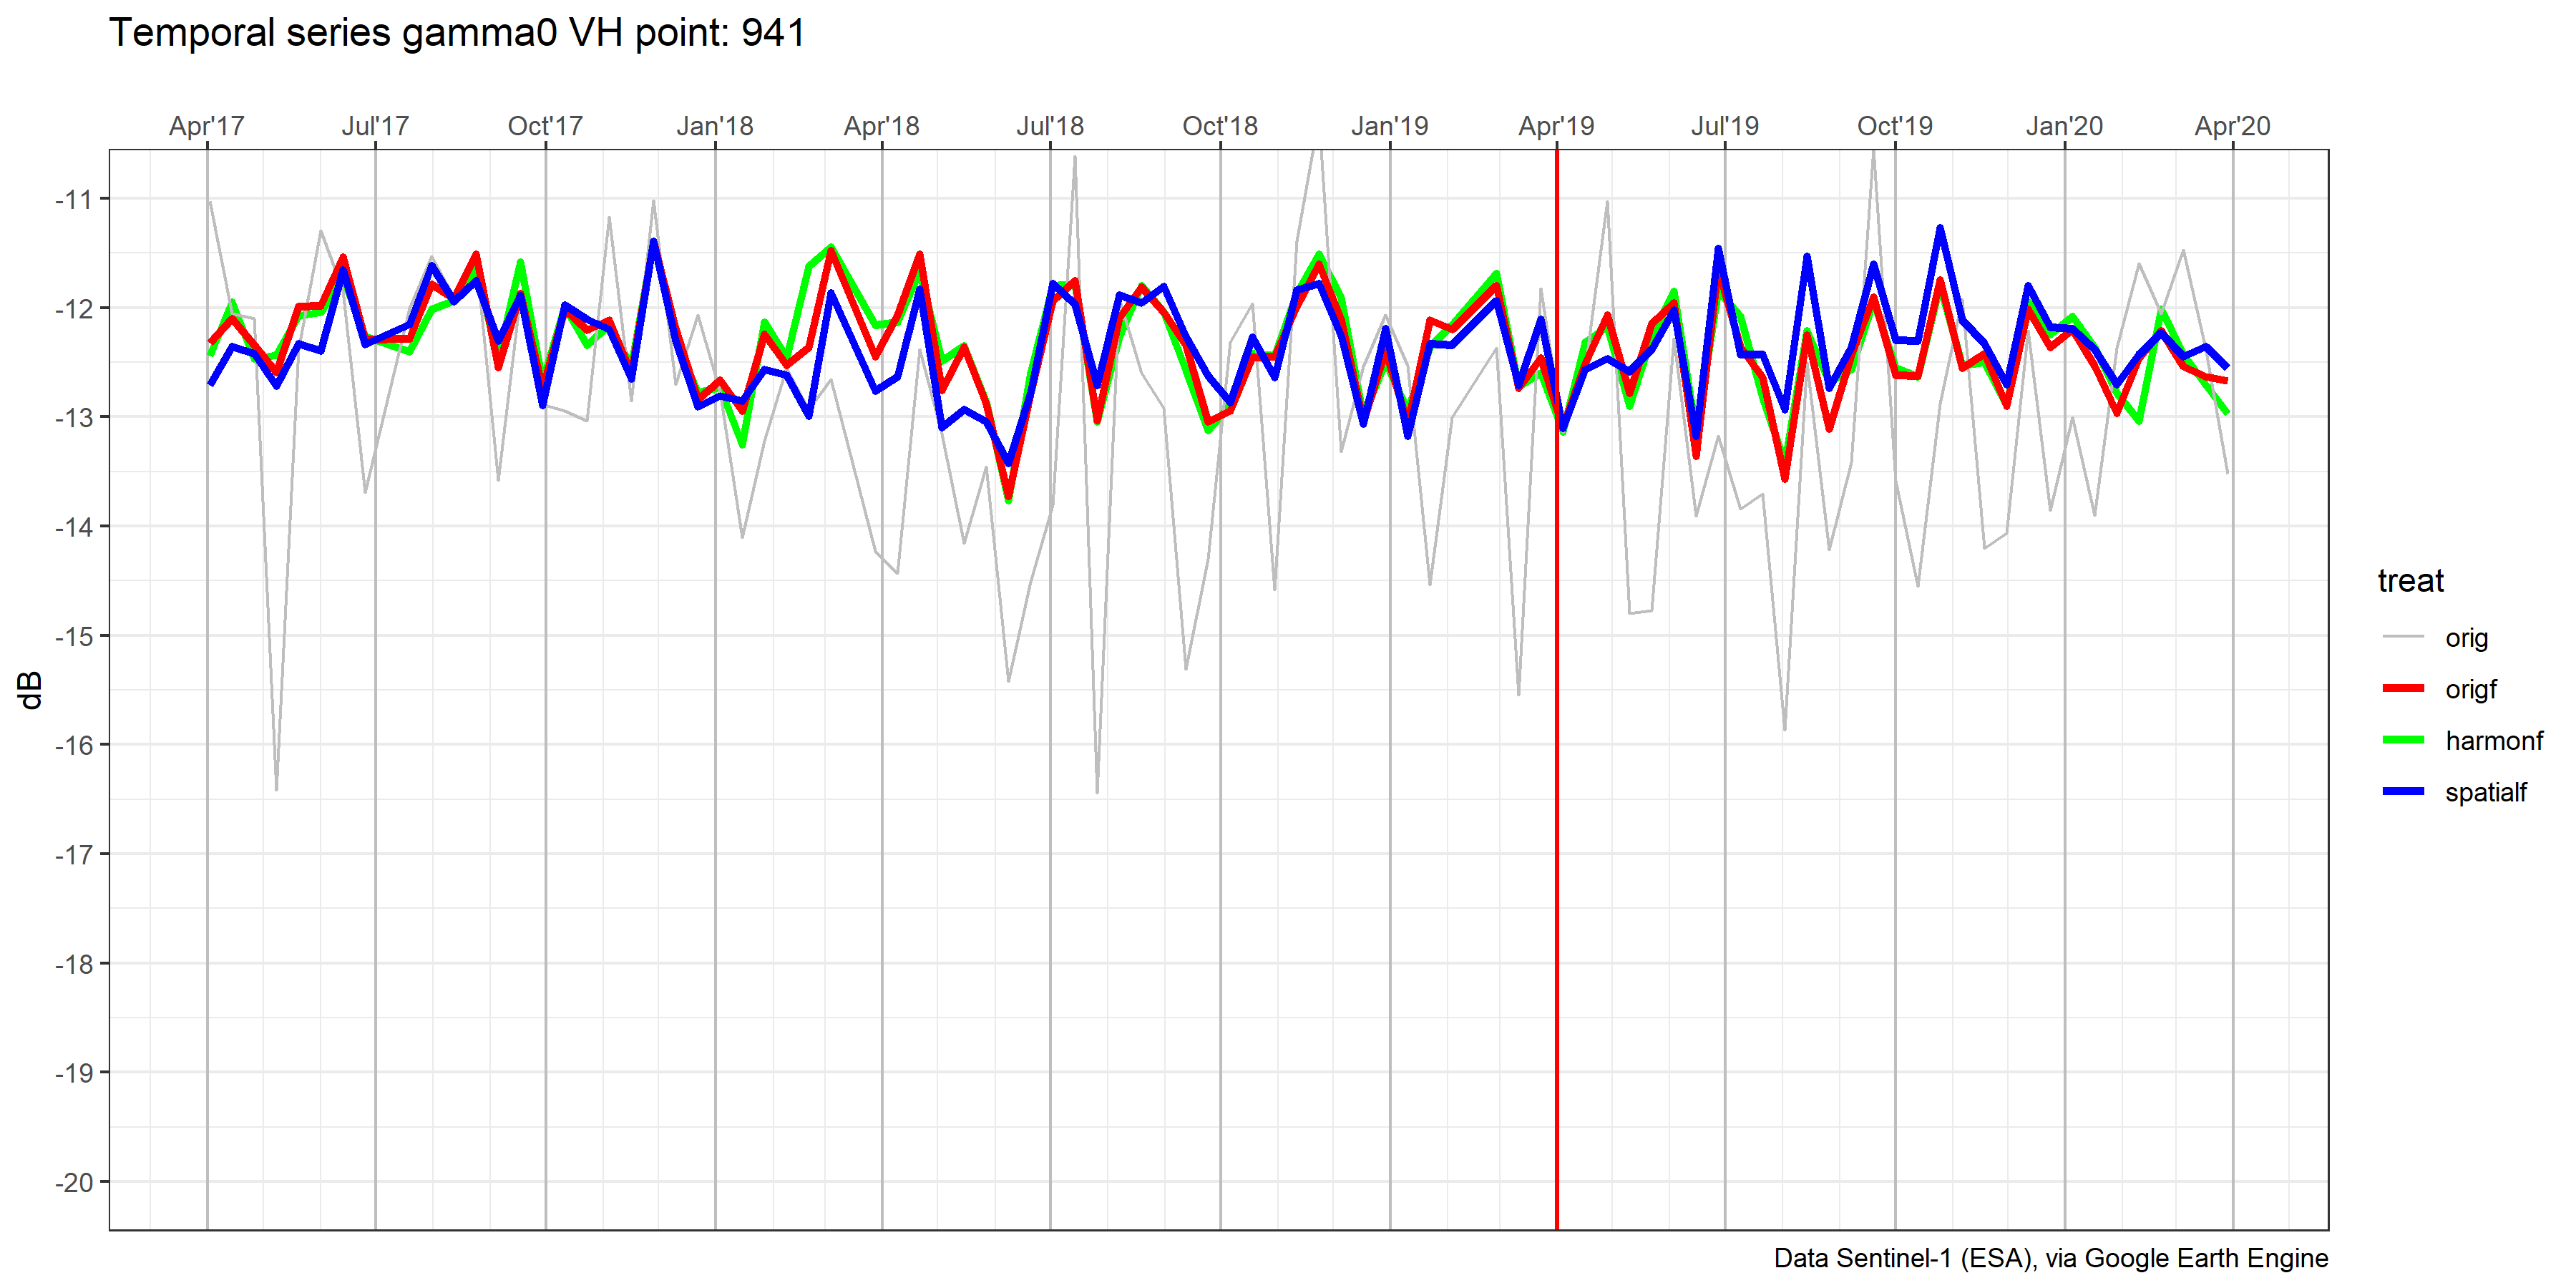 Temporal series gamma0 VH point: 941
Apr'17 Jul'17 Oct'17 Jan'18 Apr'18 Jul'18 Oct'18 Jan'19 Apr'19 Jul'19 Oct'19 Jan'20 Apr'20
-11
-12
-13
-14
-15
-16
-17
-18
-19
-20
dB
treat
orig
origf
harmonf
spatialf
Data Sentinel-1 (ESA), via Google Earth Engine